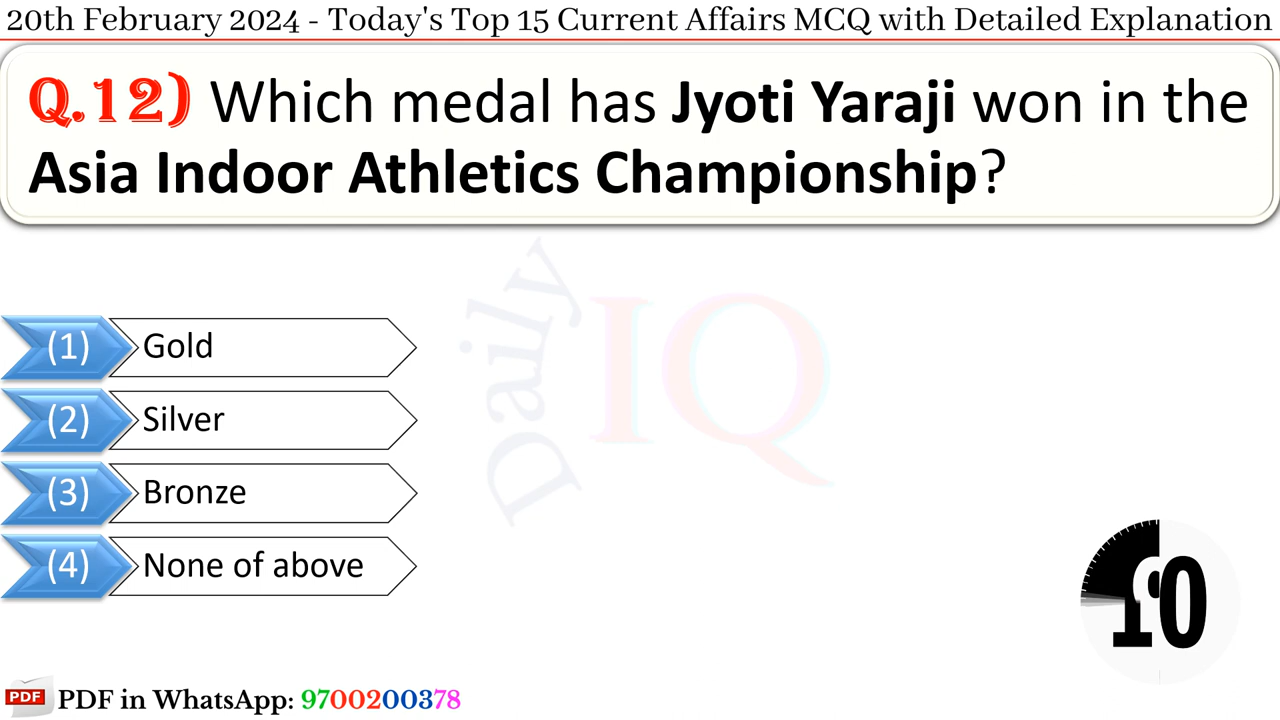 20th February 2024 - Today's Top 15 Current Affairs MCQ with Detailed Explanation
Q.12) Which medal has Jyoti Yaraji won in the
Asia Indoor Athletics Championship?
Daily IQ
(1) Gold
(2) Silver
(3) Bronze
(4) None of above
PDF PDF in WhatsApp: 9700200378